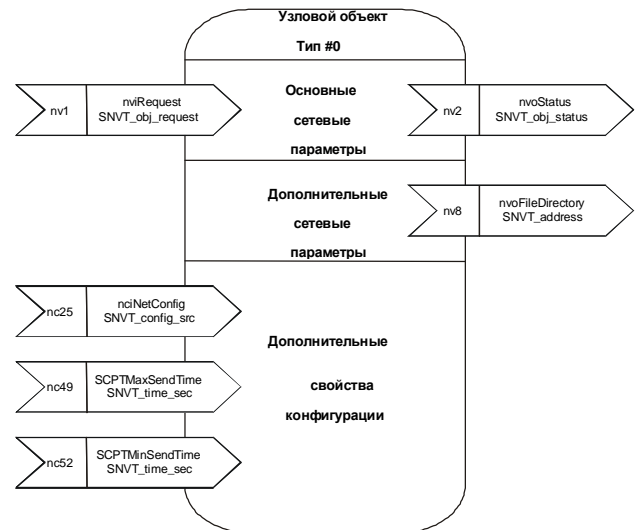 Узловой объект
Тип #0
nv1
nviRequest
SNVT_obj_request
Основные
сетевые
параметры
nv2
nvoStatus
SNVT_obj_status
Дополнительные
сетевые
параметры
nv8
nvoFileDirectory
SNVT_address
nc25
nciNetConfig
SNVT_config_src
Дополнительные
свойства
конфигурации
nc49
SCPTMaxSendTime
SNVT_time_sec
nc52
SCPTMinSendTime
SNVT_time_sec